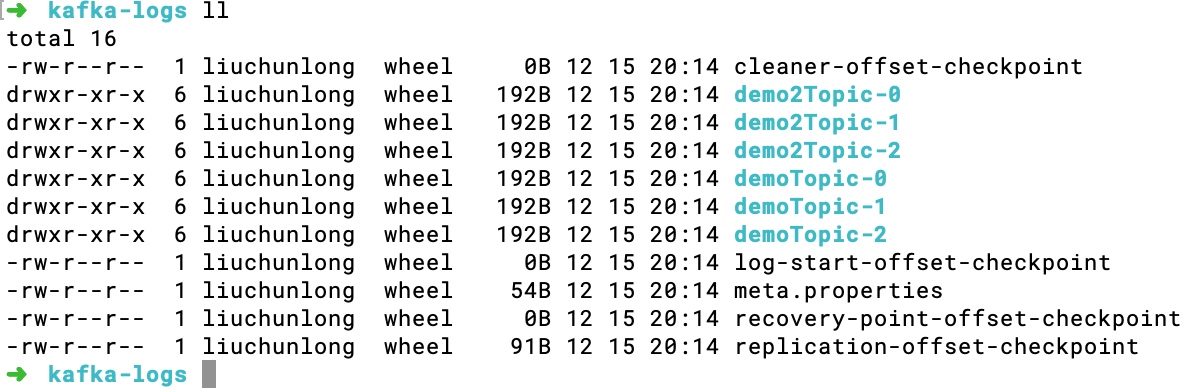 ➜  kafka-logs ll
total 16
-rw-r--r--  1 liuchunlong  wheel     0B 12 15 20:14 cleaner-offset-checkpoint
drwxr-xr-x  6 liuchunlong  wheel   192B 12 15 20:14 demo2Topic-0
drwxr-xr-x  6 liuchunlong  wheel   192B 12 15 20:14 demo2Topic-1
drwxr-xr-x  6 liuchunlong  wheel   192B 12 15 20:14 demo2Topic-2
drwxr-xr-x  6 liuchunlong  wheel   192B 12 15 20:14 demoTopic-0
drwxr-xr-x  6 liuchunlong  wheel   192B 12 15 20:14 demoTopic-1
drwxr-xr-x  6 liuchunlong  wheel   192B 12 15 20:14 demoTopic-2
-rw-r--r--  1 liuchunlong  wheel     0B 12 15 20:14 log-start-offset-checkpoint
-rw-r--r--  1 liuchunlong  wheel    54B 12 15 20:14 meta.properties
-rw-r--r--  1 liuchunlong  wheel     0B 12 15 20:14 recovery-point-offset-checkpoint
-rw-r--r--  1 liuchunlong  wheel    91B 12 15 20:14 replication-offset-checkpoint
➜  kafka-logs